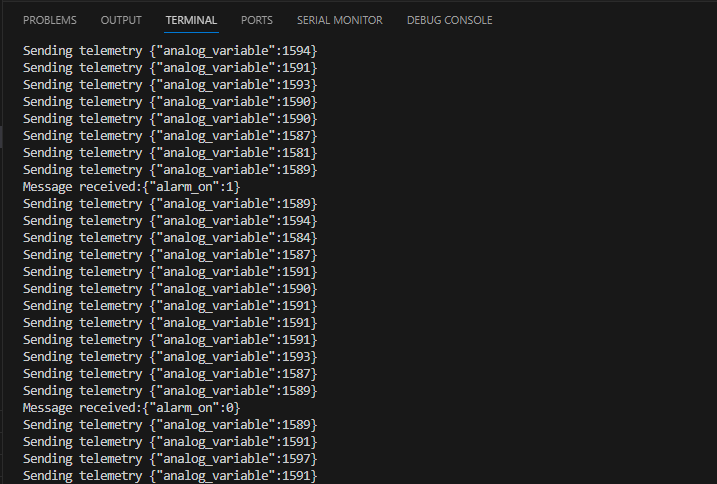 PROBLEMS OUTPUT TERMINAL PORTS SERIAL MONITOR DEBUG CONSOLE
Sending telemetry {"analog_variable":1594}
Sending telemetry {"analog_variable":1591}
Sending telemetry {"analog_variable":1593}
Sending telemetry {"analog_variable":1590}
Sending telemetry {"analog_variable":1590}
Sending telemetry {"analog_variable":1587}
Sending telemetry {"analog_variable":1581}
Sending telemetry {"analog_variable":1589}
Message received:{"alarm_on":1}
Sending telemetry {"analog_variable":1589}
Sending telemetry {"analog_variable":1594}
Sending telemetry {"analog_variable":1584}
Sending telemetry {"analog_variable":1587}
Sending telemetry {"analog_variable":1591}
Sending telemetry {"analog_variable":1590}
Sending telemetry {"analog_variable":1591}
Sending telemetry {"analog_variable":1591}
Sending telemetry {"analog_variable":1591}
Sending telemetry {"analog_variable":1593}
Sending telemetry {"analog_variable":1587}
Sending telemetry {"analog_variable":1589}
Message received:{"alarm_on":0}
Sending telemetry {"analog_variable":1589}
Sending telemetry {"analog_variable":1591}
Sending telemetry {"analog_variable":1597}
Sending telemetry {"analog_variable":1591}